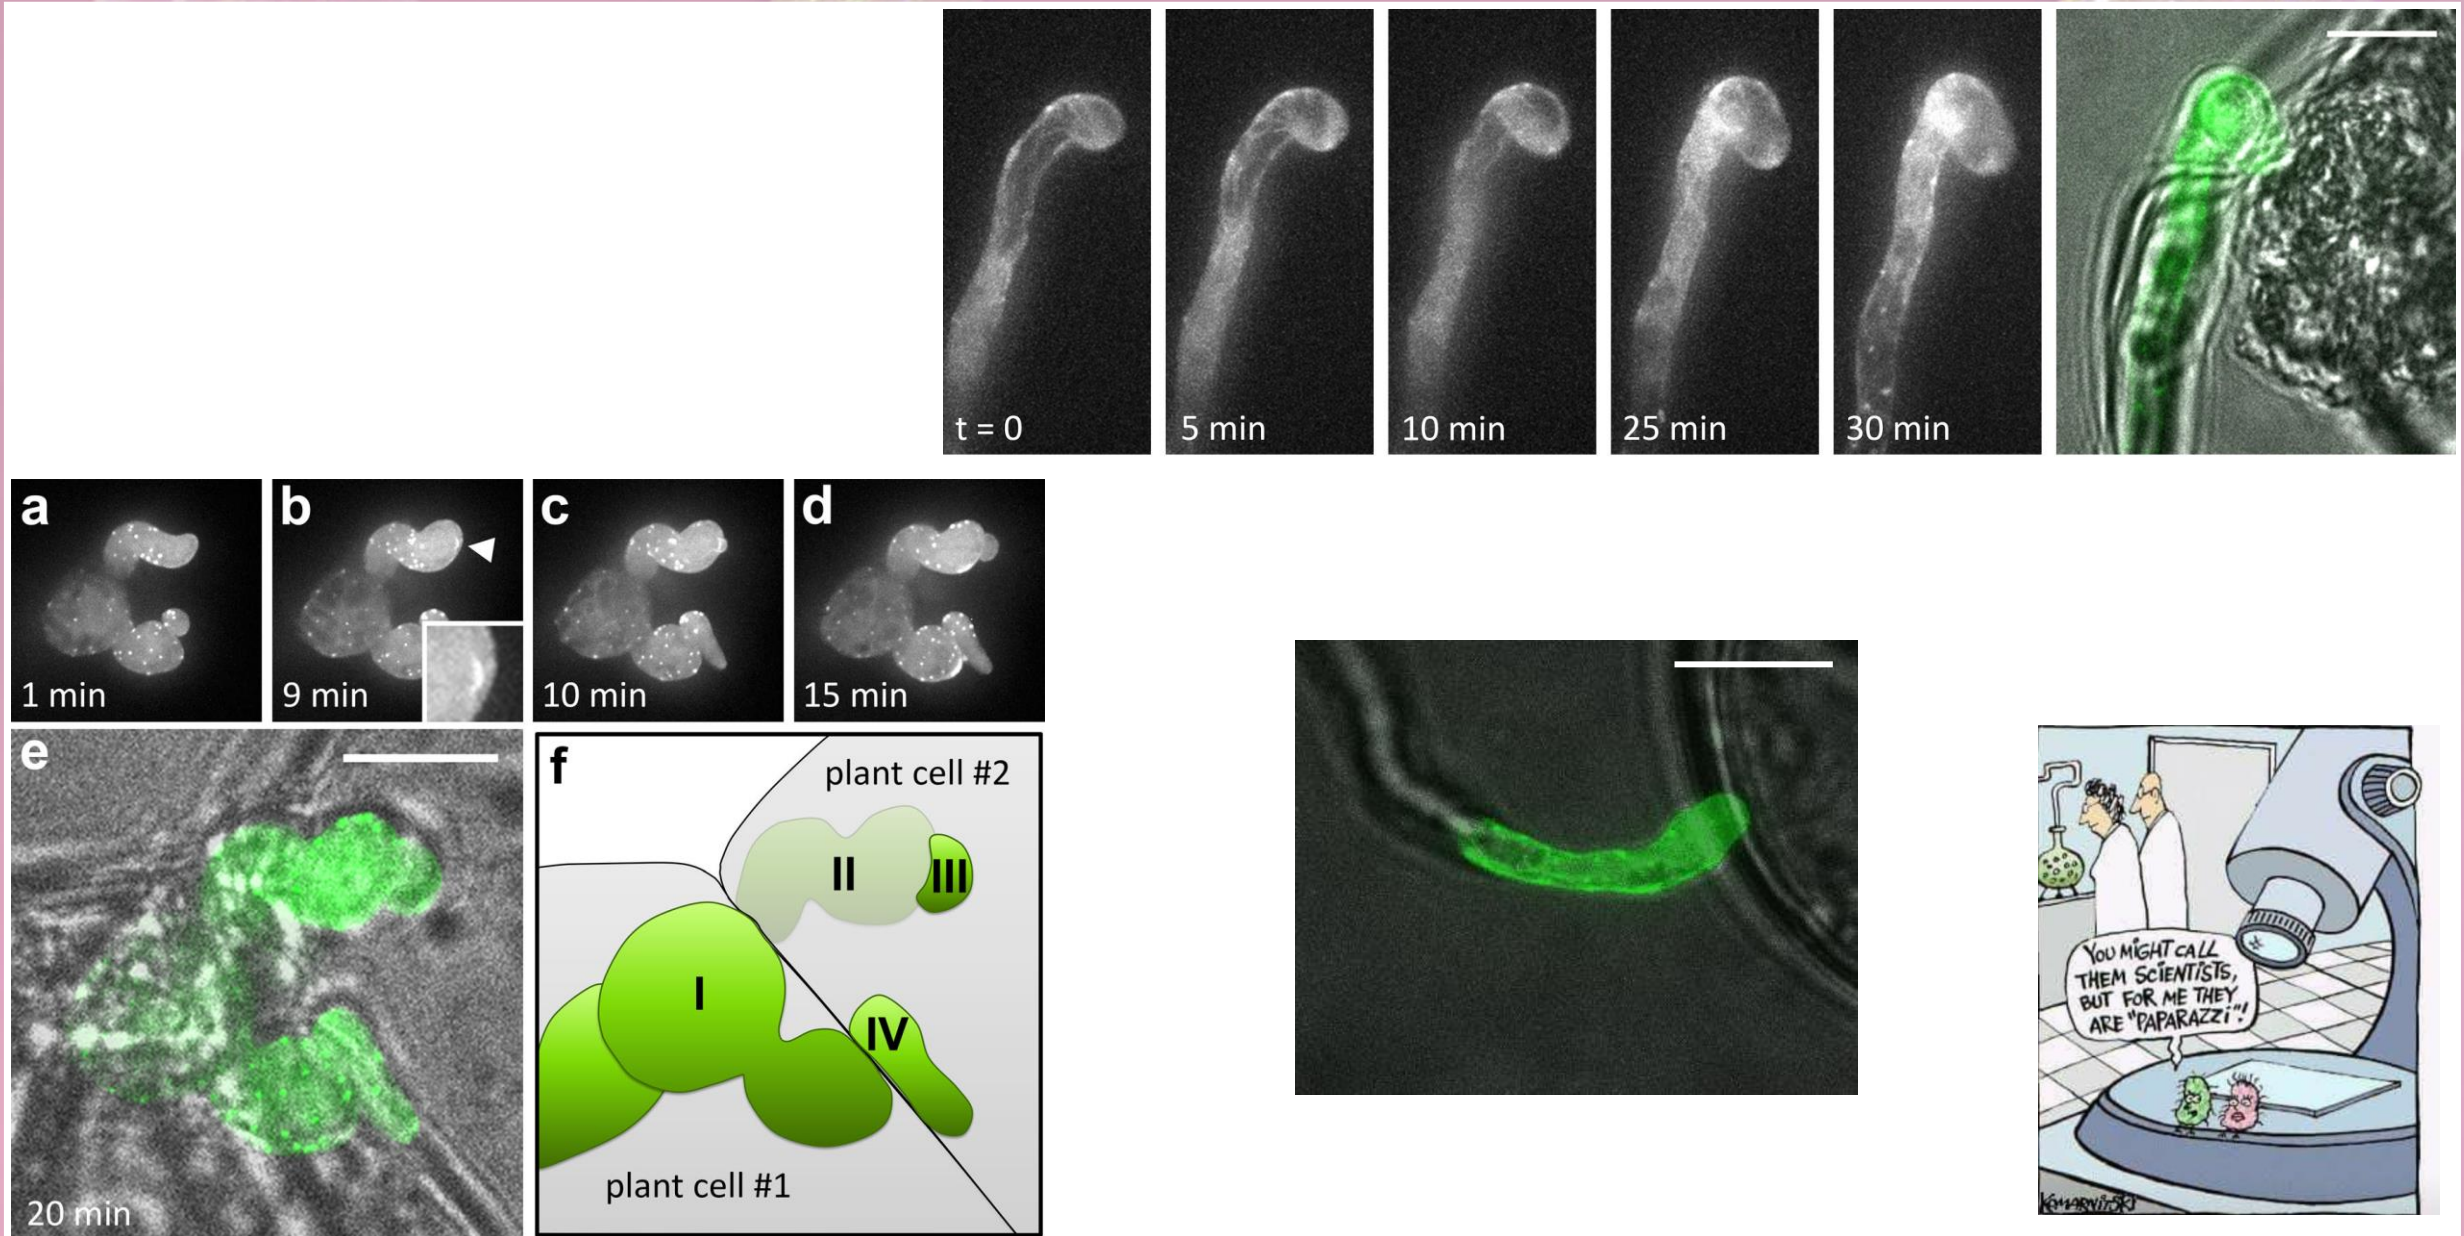 t = 0
5 min
10 min
25 min
30 min
a
b
c
d
1 min
9 min
10 min
15 min
e
20 min
f
plant cell #2
II
III
I
IV
plant cell #1
YOU MIGHT CALL
THEM SCIENTISTS,
BUT FOR ME THEY
ARE "PAPARAZZI"!